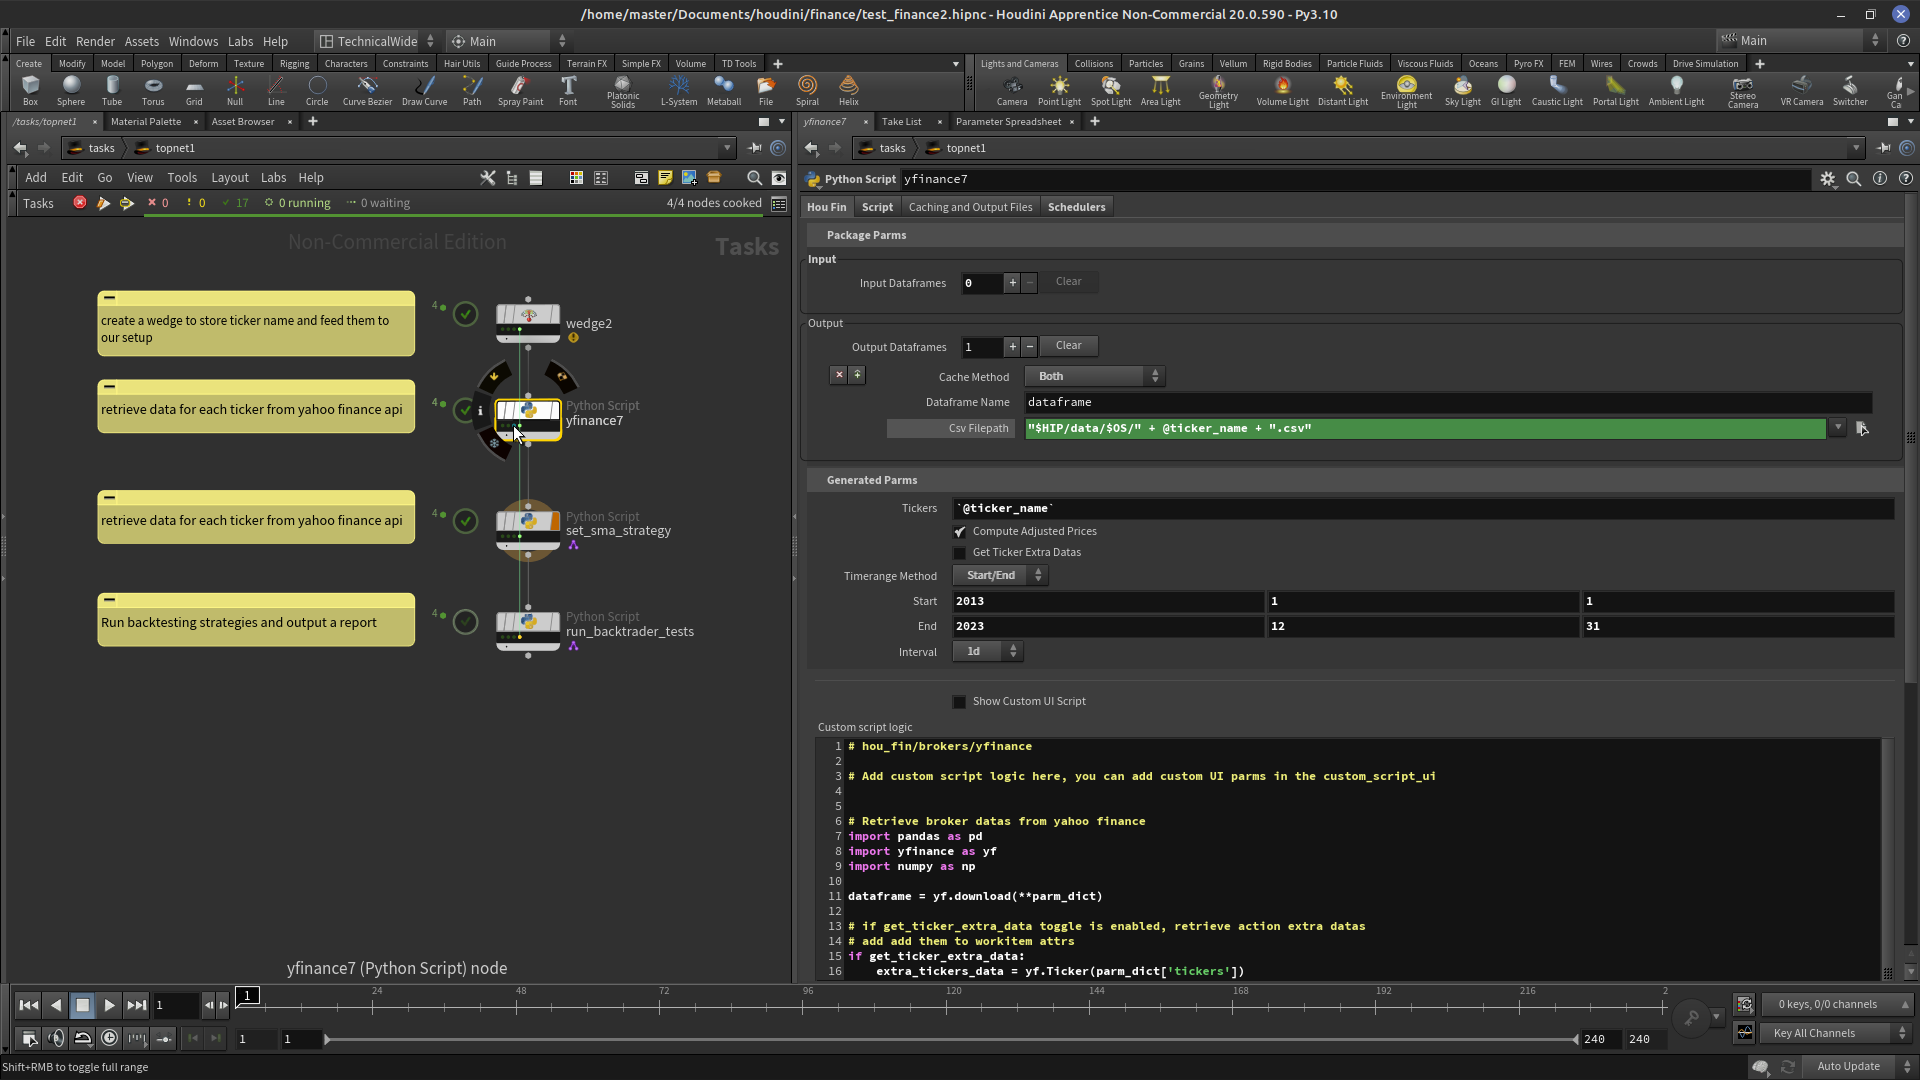 /home/master/Documents/houdini/finance/test_finance2.hipnc - Houdini Apprentice Non-Commercial 20.0.590 - Py3.10
File Edit Render Assets Windows Labs Help TechnicalWide Main Main
Create Modify Model Polygon Deform Texture Rigging Characters Constraints Hair Utils Guide Process Terrain FX Simple FX Volume TD Tools
Lights and Cameras Collisions Particles Grains Vellum Rigid Bodies Particle Fluids Viscous Fluids Oceans Pyro FX FEM Wires Crowds Drive Simulation
Box Sphere Tube Torus Grid Null Line Circle Curve Bezier Draw Curve Path Spray Paint Font Platonic Solids L-System Metaball File Spiral Helix
Camera Point Light Spot Light Area Light Geometry Light Volume Light Distant Light Environment Light Sky Light GI Light Caustic Light Portal Light Ambient Light Stereo Camera VR Camera Switcher Gan Ca
/tasks/topnet1 Material Palette Asset Browser
yfinance7 Take List Parameter Spreadsheet
tasks topnet1
tasks topnet1
Add Edit Go View Tools Layout Labs Help
Tasks 0 0 17 0 running 0 waiting 4/4 nodes cooked
Non-Commercial Edition
Tasks
create a wedge to store ticker name and feed them to
our setup
4
wedge2
retrieve data for each ticker from yahoo finance api
4
Python Script
yfinance7
retrieve data for each ticker from yahoo finance api
4
Python Script
set_sma_strategy
Run backtesting strategies and output a report
4
Python Script
run_backtrader_tests
yfinance7 (Python Script) node
Python Script yfinance7
Hou Fin Script Caching and Output Files Schedulers
Package Parms
Input
Input Dataframes 0 + − Clear
Output
Output Dataframes 1 + − Clear
Cache Method Both
Dataframe Name dataframe
Csv Filepath "$HIP/data/$OS/" + @ticker_name + ".csv"
Generated Parms
Tickers `@ticker_name`
Compute Adjusted Prices
Get Ticker Extra Datas
Timerange Method Start/End
Start 2013 1 1
End 2023 12 31
Interval 1d
Show Custom UI Script
Custom script logic
1 # hou_fin/brokers/yfinance
2
3 # Add custom script logic here, you can add custom UI parms in the custom_script_ui
4
5
6 # Retrieve broker datas from yahoo finance
7 import pandas as pd
8 import yfinance as yf
9 import numpy as np
10
11 dataframe = yf.download(**parm_dict)
12
13 # if get_ticker_extra_data toggle is enabled, retrieve action extra datas
14 # add add them to workitem attrs
15 if get_ticker_extra_data:
16 extra_tickers_data = yf.Ticker(parm_dict['tickers'])
1 1 24 48 72 96 120 144 168 192 216 2
0 keys, 0/0 channels
1 1 240 240
Key All Channels
Shift+RMB to toggle full range
Auto Update